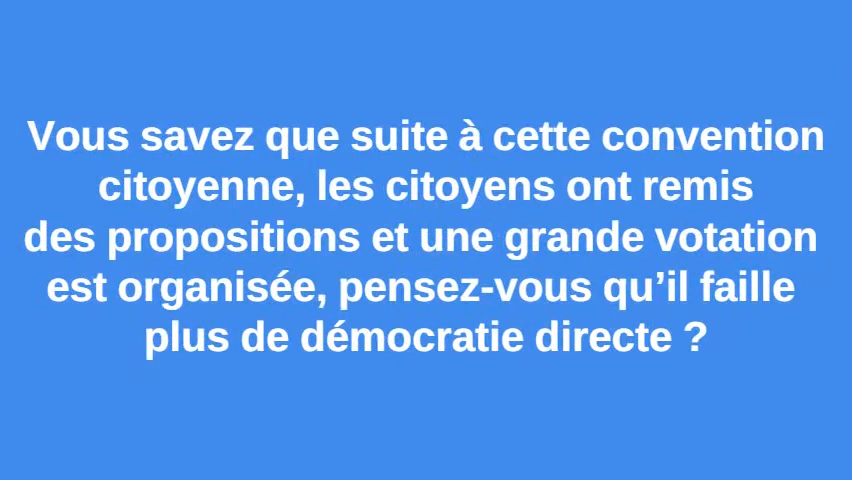 Vous savez que suite à cette convention
citoyenne, les citoyens ont remis
des propositions et une grande votation
est organisée, pensez-vous qu’il faille
plus de démocratie directe ?